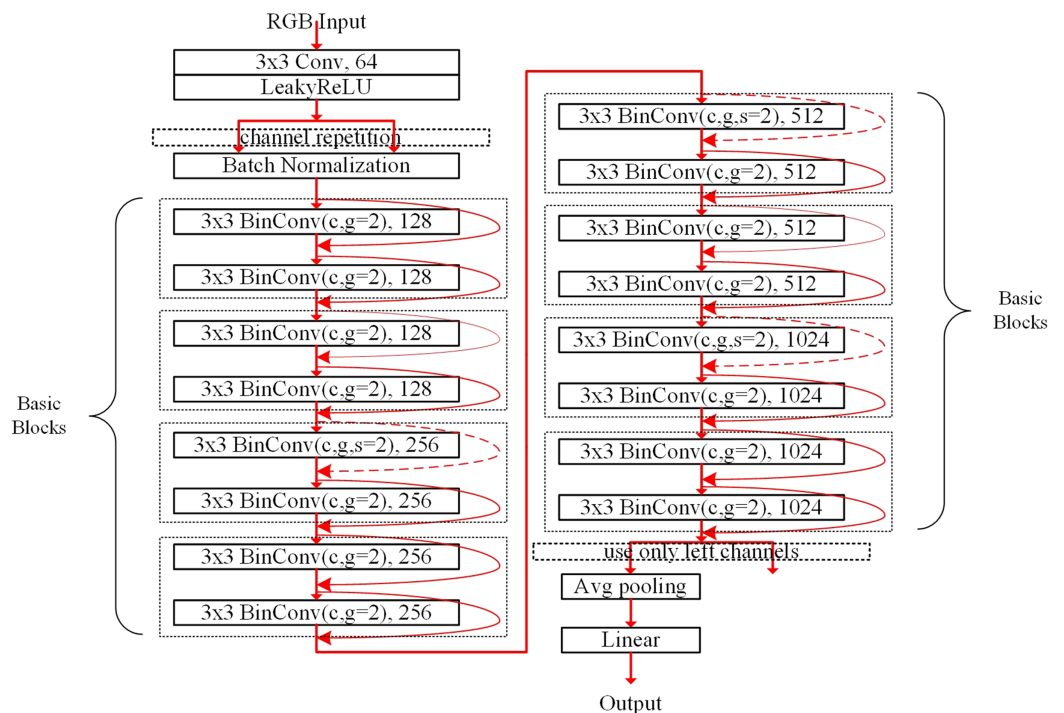 RGB Input
3x3 Conv, 64
LeakyReLU
channel repetition
Batch Normalization
3x3 BinConv(c,g=2), 128
3x3 BinConv(c,g=2), 128
3x3 BinConv(c,g=2), 128
3x3 BinConv(c,g=2), 128
Basic
Blocks
3x3 BinConv(c,g,s=2), 256
3x3 BinConv(c,g=2), 256
3x3 BinConv(c,g=2), 256
3x3 BinConv(c,g=2), 256
3x3 BinConv(c,g,s=2), 512
3x3 BinConv(c,g=2), 512
3x3 BinConv(c,g=2), 512
3x3 BinConv(c,g=2), 512
Basic
Blocks
3x3 BinConv(c,g,s=2), 1024
3x3 BinConv(c,g=2), 1024
3x3 BinConv(c,g=2), 1024
3x3 BinConv(c,g=2), 1024
use only left channels
Avg pooling
Linear
Output